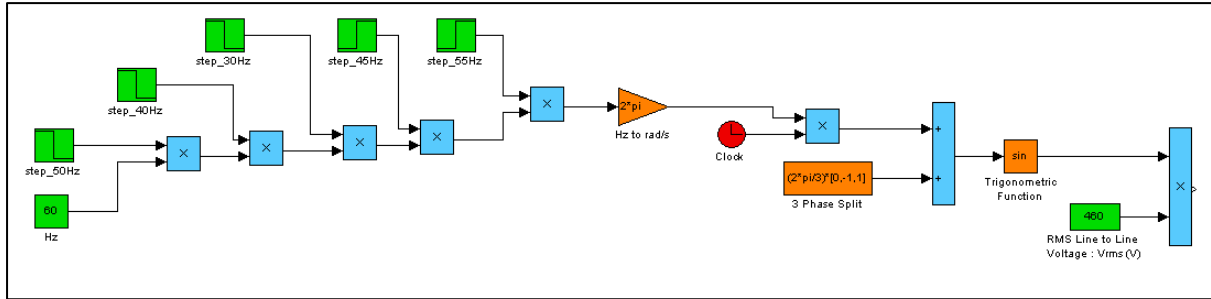 step_30Hz
step_45Hz
step_55Hz
step_40Hz
step_50Hz
60
Hz
×
×
×
×
×
2*pi
Hz to rad/s
Clock
×
(2*pi/3)*[0,-1,1]
3 Phase Split
+
+
sin
Trigonometric
Function
460
RMS Line to Line
Voltage : Vrms (V)
×